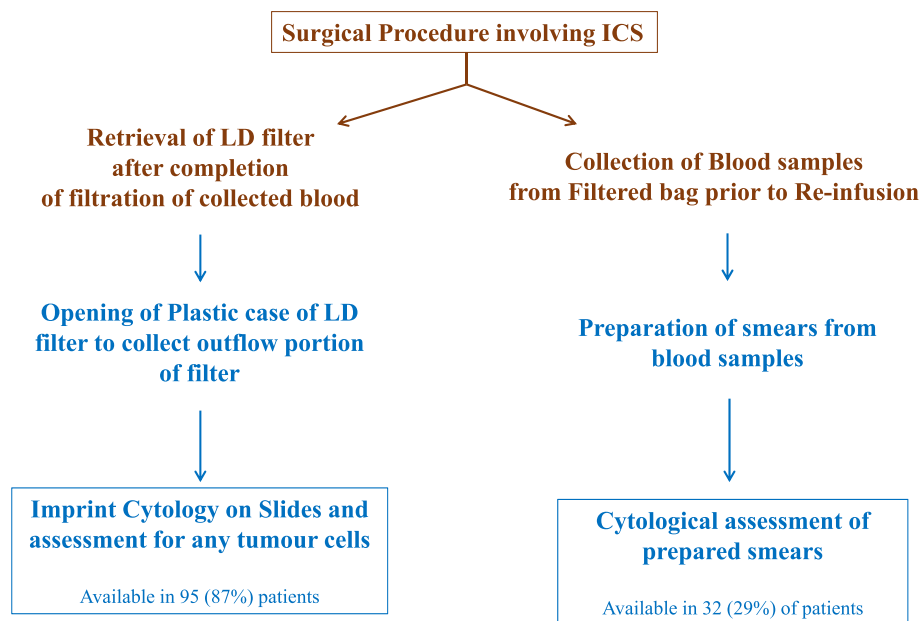 Surgical Procedure involving ICS
Retrieval of LD filter
after completion
of filtration of collected blood
Collection of Blood samples
from Filtered bag prior to Re-infusion
Opening of Plastic case of LD
filter to collect outflow portion
of filter
Preparation of smears from
blood samples
Imprint Cytology on Slides and
assessment for any tumour cells
Available in 95 (87%) patients
Cytological assessment of
prepared smears
Available in 32 (29%) of patients